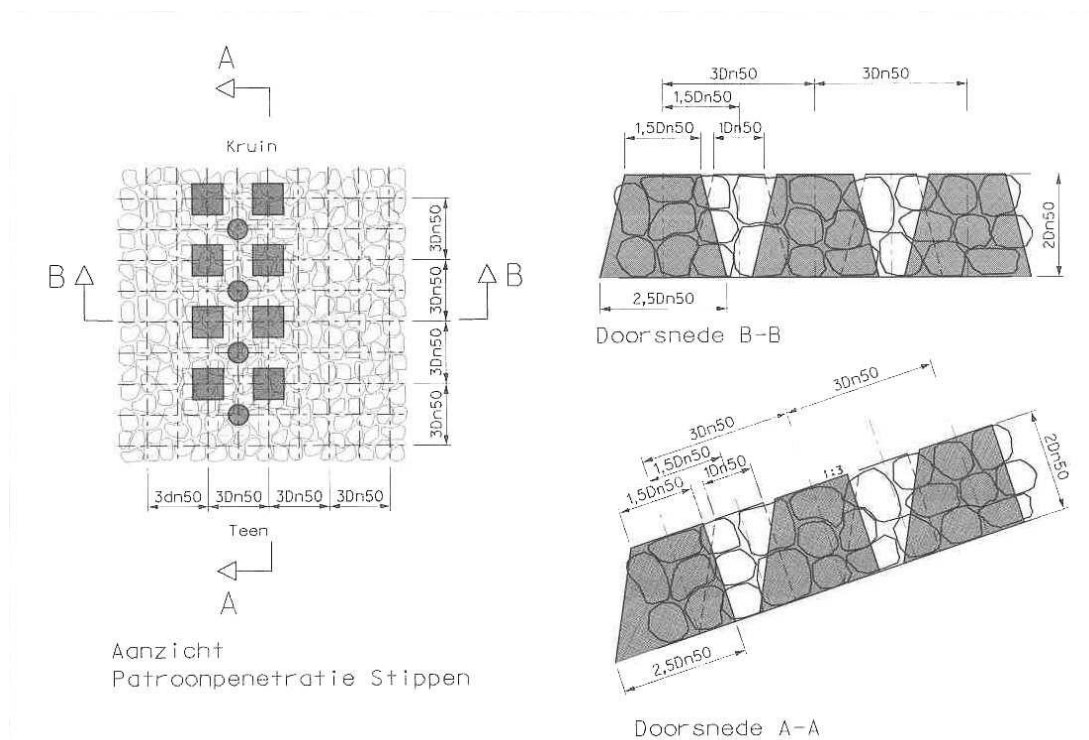 A
Kruin
3Dn50
3Dn50
3Dn50
3Dn50
B
B
3dn50 3Dn50 3Dn50 3Dn50
Teen
A
Aanzicht
Patroonpenetratie Stippen
3Dn50 3Dn50
1,5Dn50
1,5Dn50 1Dn50
2Dn50
2,5Dn50
Doorsnede B-B
3Dn50
3Dn50
1,5Dn50
1,5Dn50 1Dn50
1:3
2Dn50
2,5Dn50
Doorsnede A-A